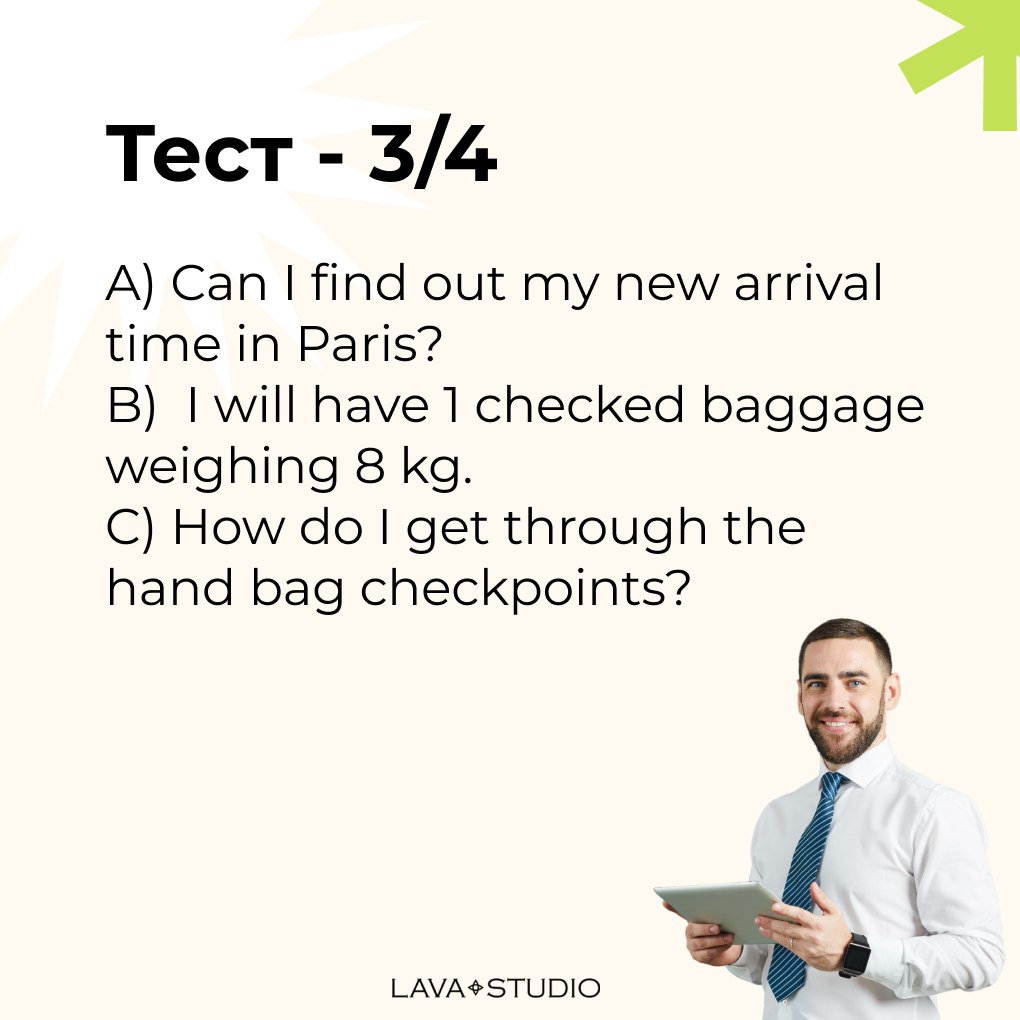 Тест - 3/4
A) Can I find out my new arrival
time in Paris?
B)  I will have 1 checked baggage
weighing 8 kg.
C) How do I get through the
hand bag checkpoints?
LAVA STUDIO